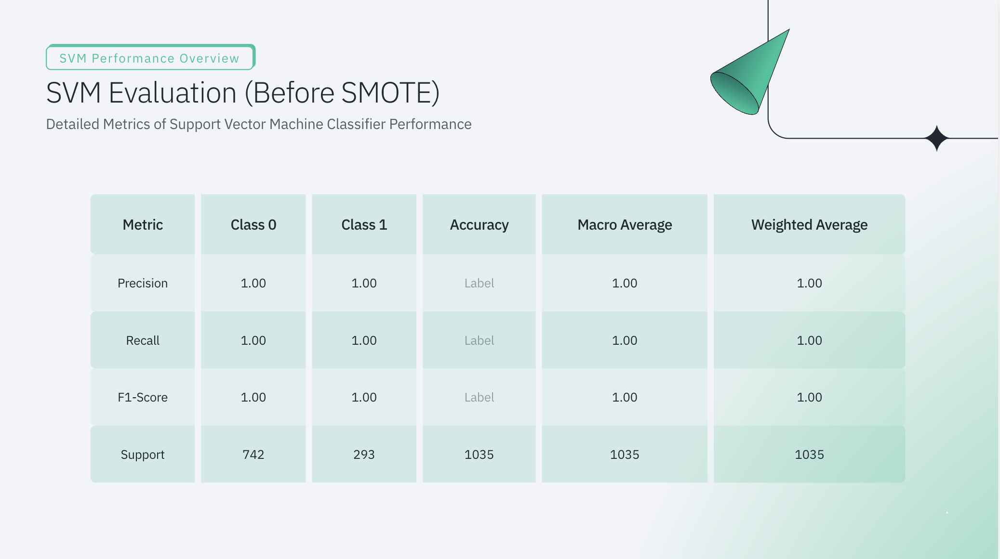 SVM Performance Overview
SVM Evaluation (Before SMOTE)
Detailed Metrics of Support Vector Machine Classifier Performance
Metric Class 0 Class 1 Accuracy Macro Average Weighted Average
Precision 1.00 1.00 Label 1.00 1.00
Recall 1.00 1.00 Label 1.00 1.00
F1-Score 1.00 1.00 Label 1.00 1.00
Support 742 293 1035 1035 1035